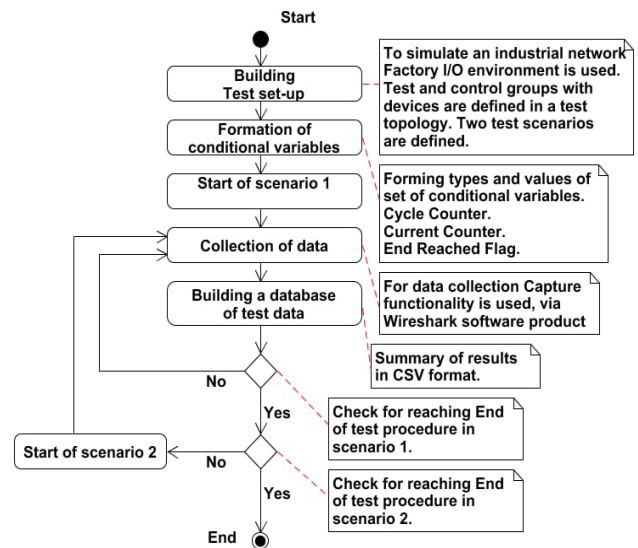 Start
Building
Test set-up
To simulate an industrial network
Factory I/O environment is used.
Test and control groups with
devices are defined in a test
topology. Two test scenarios
are defined.
Formation of
conditional variables
Start of scenario 1
Forming types and values of
set of conditional variables.
Cycle Counter.
Current Counter.
End Reached Flag.
Collection of data
For data collection Capture
functionality is used, via
Wireshark software product
Building a database
of test data
Summary of results
in CSV format.
No
Yes
Check for reaching End
of test procedure in
scenario 1.
Start of scenario 2
No
Yes
Check for reaching End
of test procedure in
scenario 2.
End